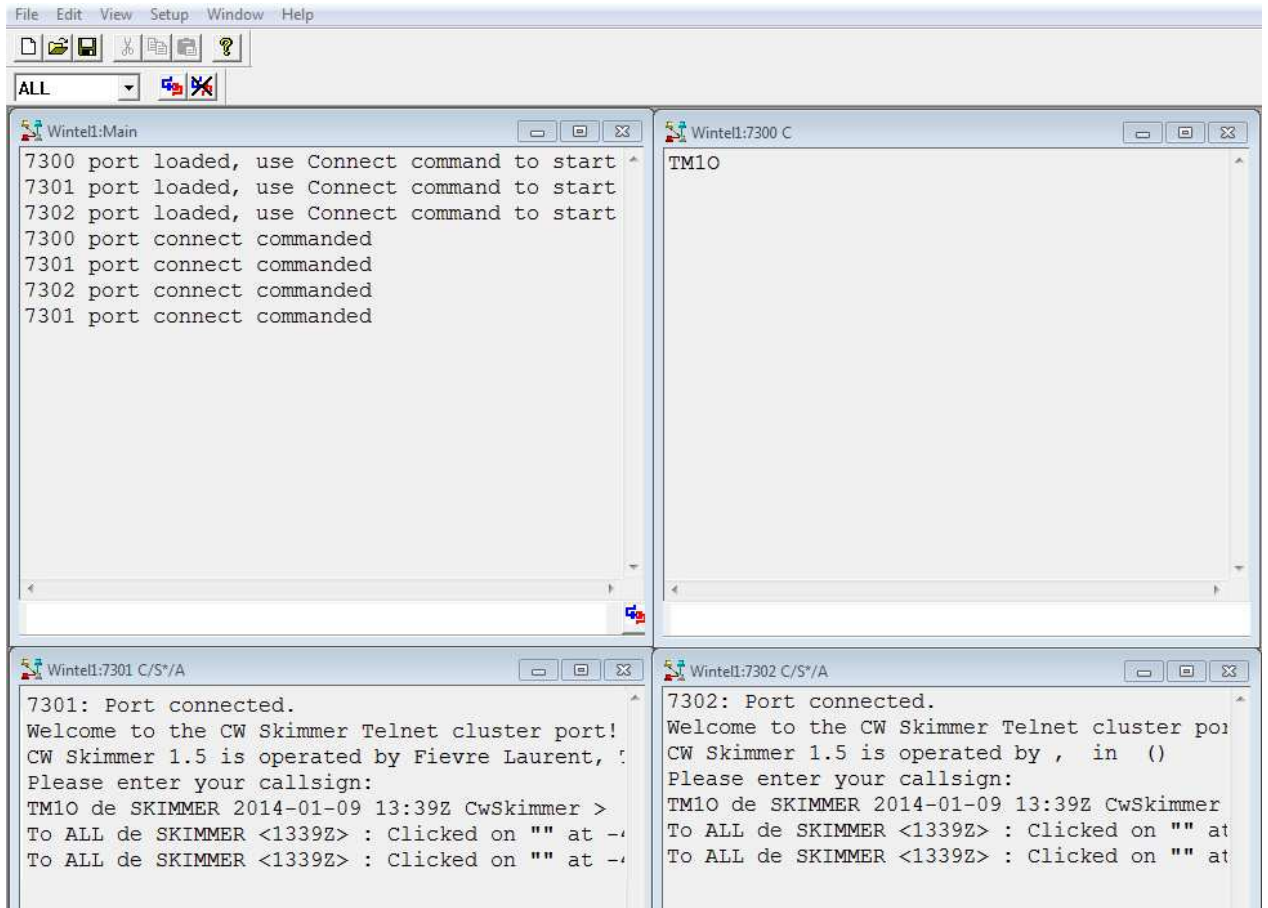 File Edit View Setup Window Help
ALL
Wintel1:Main
7300 port loaded, use Connect command to start
7301 port loaded, use Connect command to start
7302 port loaded, use Connect command to start
7300 port connect commanded
7301 port connect commanded
7302 port connect commanded
7301 port connect commanded
Wintel1:7300 C
TM1O
Wintel1:7301 C/S*/A
7301: Port connected.
Welcome to the CW Skimmer Telnet cluster port!
CW Skimmer 1.5 is operated by Fievre Laurent,
Please enter your callsign:
TM1O de SKIMMER 2014-01-09 13:39Z CwSkimmer >
To ALL de SKIMMER <1339Z> : Clicked on "" at
To ALL de SKIMMER <1339Z> : Clicked on "" at
Wintel1:7302 C/S*/A
7302: Port connected.
Welcome to the CW Skimmer Telnet cluster
CW Skimmer 1.5 is operated by , in ()
Please enter your callsign:
TM1O de SKIMMER 2014-01-09 13:39Z CwSkimmer
To ALL de SKIMMER <1339Z> : Clicked on "" at
To ALL de SKIMMER <1339Z> : Clicked on "" at